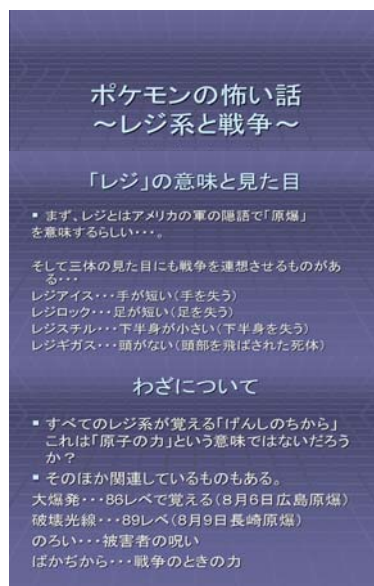 ポケモンの怖い話
～レジ系と戦争～
「レジ」の意味と見た目
▪ まず、レジとはアメリカの軍の隠語で「原爆」
を意味するらしい・・・。
そして三体の見た目にも戦争を連想させるものがあ
る・・・
レジアイス・・・手が短い(手を失う)
レジロック・・・足が短い(足を失う)
レジスチル・・・下半身が小さい(下半身を失う)
レジギガス・・・頭がない(頭部を飛ばされた死体)
わざについて
▪ すべてのレジ系が覚える「げんしのちから」
これは「原子の力」という意味ではないだろう
か？
▪ そのほか関連しているものもある。
大爆発・・・86レベで覚える(8月6日広島原爆)
破壊光線・・・89レベ(8月9日長崎原爆)
のろい・・・被害者の呪い
ばかぢから・・・戦争のときの力